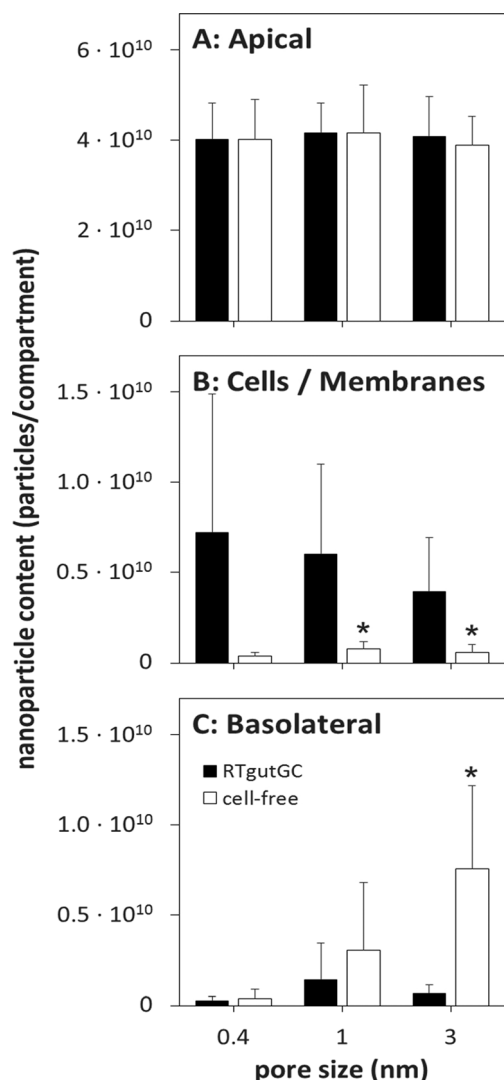 A: Apical
6 · 10¹⁰
4 · 10¹⁰
2 · 10¹⁰
0
nanoparticle content (particles/compartment)
B: Cells / Membranes
1.5 · 10¹⁰
1.0 · 10¹⁰
0.5 · 10¹⁰
0
*
*
C: Basolateral
1.5 · 10¹⁰
1.0 · 10¹⁰
0.5 · 10¹⁰
0
RTgutGC
cell-free
*
0.4 1 3
pore size (nm)